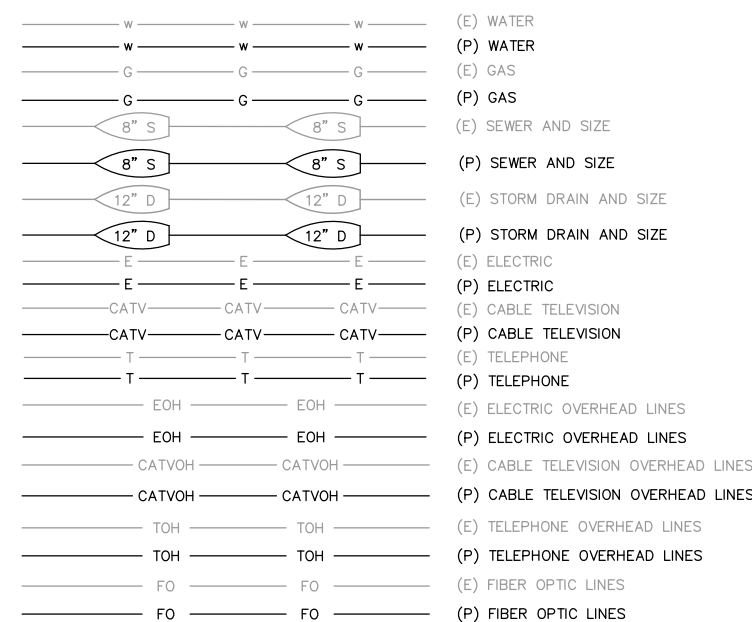 W W W (E) WATER
W W W (P) WATER
G G G (E) GAS
G G G (P) GAS
8" S 8" S (E) SEWER AND SIZE
8" S 8" S (P) SEWER AND SIZE
12" D 12" D (E) STORM DRAIN AND SIZE
12" D 12" D (P) STORM DRAIN AND SIZE
E E E (E) ELECTRIC
E E E (P) ELECTRIC
CATV CATV CATV (E) CABLE TELEVISION
CATV CATV CATV (P) CABLE TELEVISION
T T T (E) TELEPHONE
T T T (P) TELEPHONE
EOH EOH (E) ELECTRIC OVERHEAD LINES
EOH EOH (P) ELECTRIC OVERHEAD LINES
CATVOH CATVOH (E) CABLE TELEVISION OVERHEAD LINES
CATVOH CATVOH (P) CABLE TELEVISION OVERHEAD LINES
TOH TOH (E) TELEPHONE OVERHEAD LINES
TOH TOH (P) TELEPHONE OVERHEAD LINES
FO FO (E) FIBER OPTIC LINES
FO FO (P) FIBER OPTIC LINES